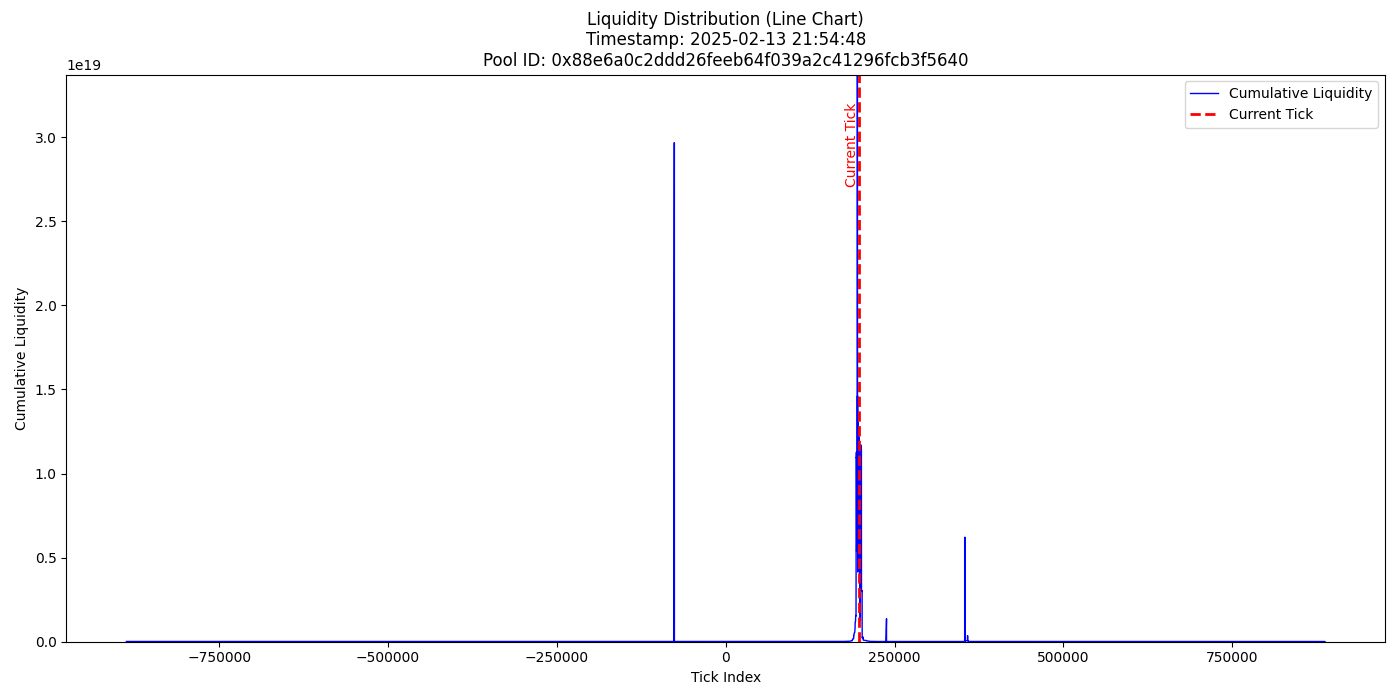 Liquidity Distribution (Line Chart)
Timestamp: 2025-02-13 21:54:48
Pool ID: 0x88e6a0c2ddd26feeb64f039a2c41296fcb3f5640
1e19
Cumulative Liquidity
Current Tick
Current Tick
3.0
2.5
2.0
1.5
1.0
0.5
0.0
Cumulative Liquidity
−750000
−500000
−250000
0
250000
500000
750000
Tick Index